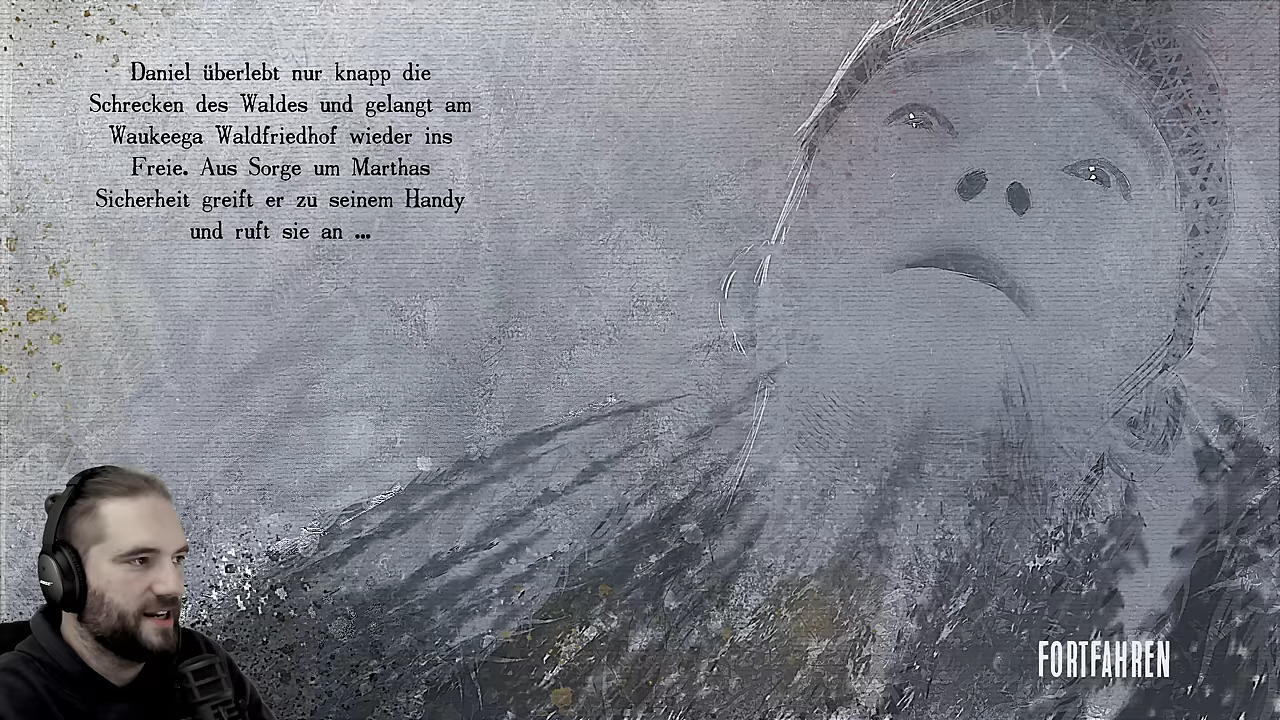 Daniel überlebt nur knapp die
Schrecken des Waldes und gelangt am
Waukeega Waldfriedhof wieder ins
Freie. Aus Sorge um Marthas
Sicherheit greift er zu seinem Handy
und ruft sie an ...
FORTFAHREN